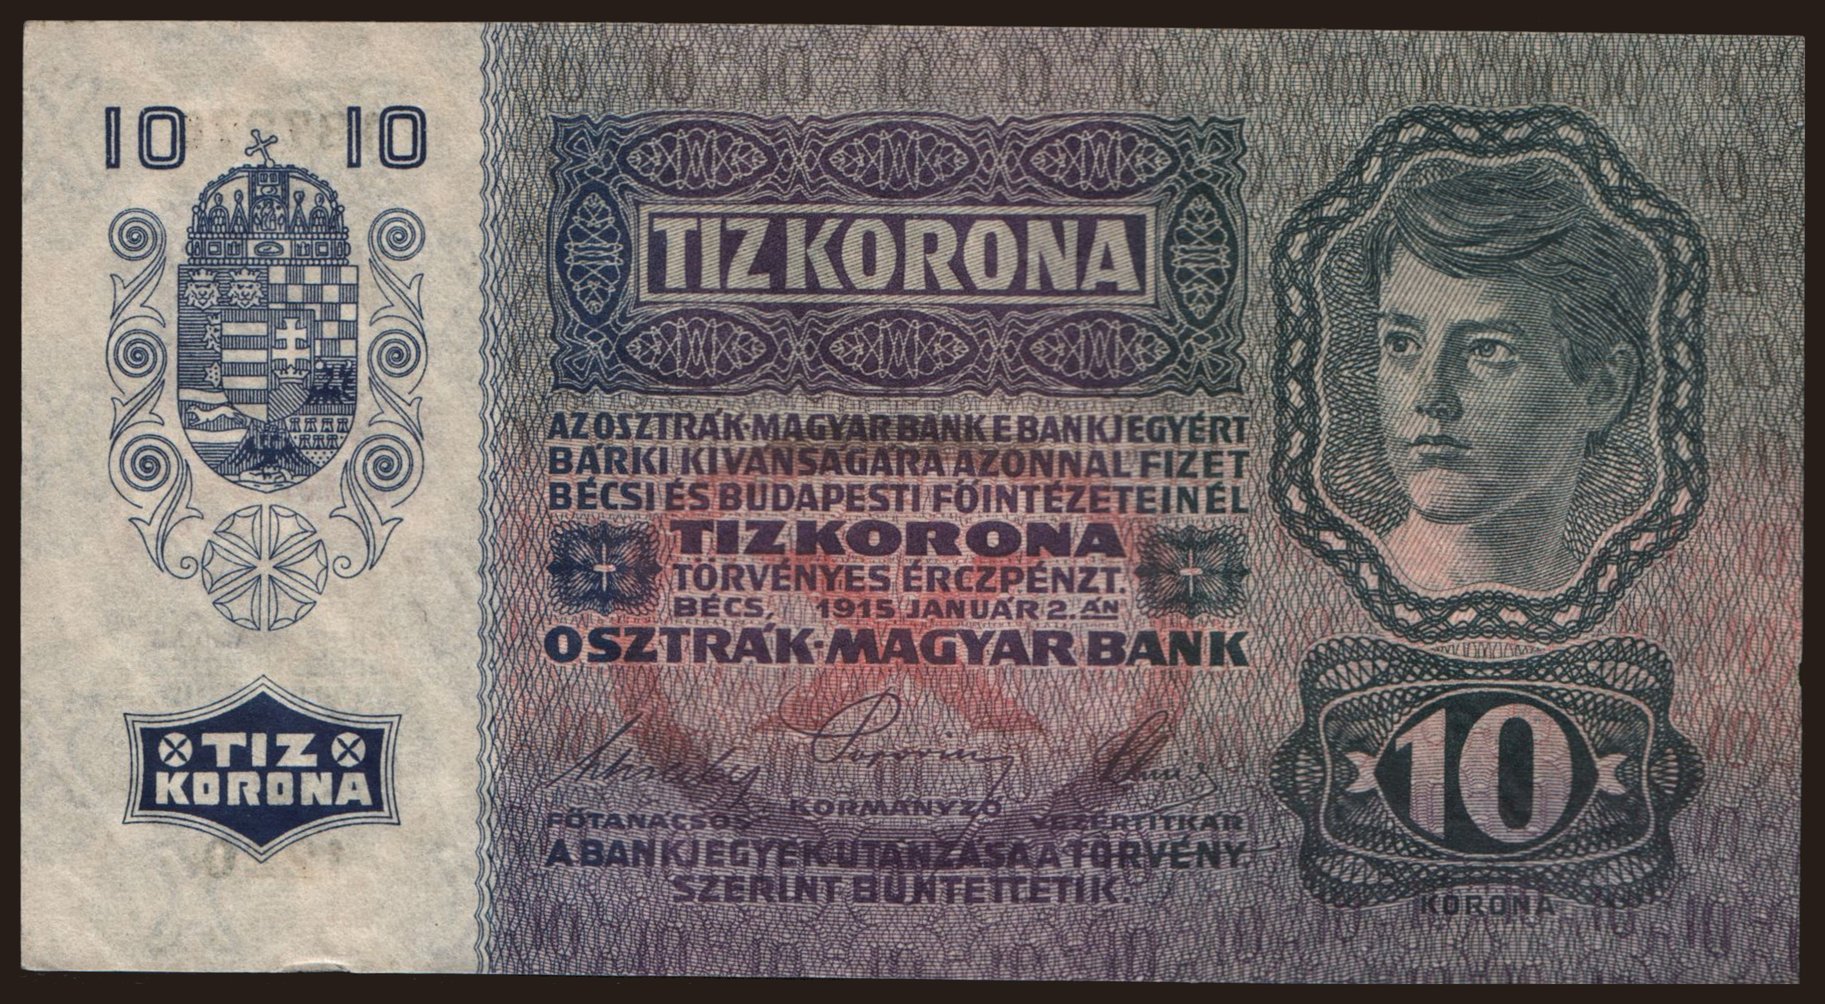 10 10
TIZ KORONA
AZ OSZTRÁK-MAGYAR BANK E BANKJEGYÉRT
BÁRKI KIVÁNSÁGÁRA AZONNAL FIZET
BÉCSI ÉS BUDAPESTI FŐINTÉZETEINÉL
TIZ KORONA
TÖRVÉNYES ÉRCZPÉNZT.
BÉCS, 1915 JANUÁR 2.ÁN
OSZTRÁK-MAGYAR BANK
KORMÁNYZÓ
FŐTANÁCSOS VEZÉRTITKÁR
A BANKJEGYEK UTÁNZÁSA A TÖRVÉNY
SZERINT BÜNTETTETIK.
TIZ
KORONA
10
KORONA